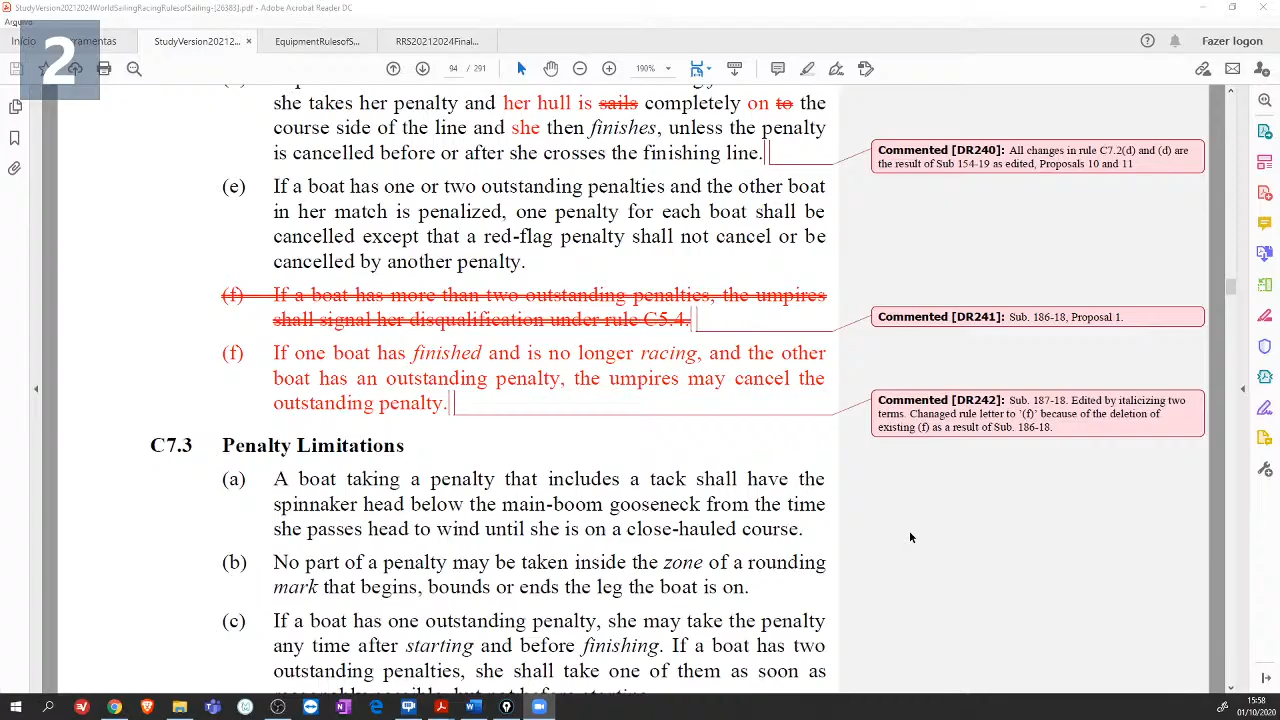 StudyVersion20212024WorldSailingRacingRulesofSailing-[26383].pdf - Adobe Acrobat Reader DC
Arquivo
2
Início
rramentas
StudyVersion20212... ×
EquipmentRulesofS...
RRS20212024Final...
Fazer logon
94 / 291
190%
she takes her penalty and her hull is sails completely on to the
course side of the line and she then finishes, unless the penalty
is cancelled before or after she crosses the finishing line.
Commented [DR240]: All changes in rule C7.2(d) and (d) are
the result of Sub 154-19 as edited, Proposals 10 and 11
(e) If a boat has one or two outstanding penalties and the other boat
in her match is penalized, one penalty for each boat shall be
cancelled except that a red-flag penalty shall not cancel or be
cancelled by another penalty.
(f) If a boat has more than two outstanding penalties, the umpires
shall signal her disqualification under rule C5.4.
Commented [DR241]: Sub. 186-18, Proposal 1.
(f) If one boat has finished and is no longer racing, and the other
boat has an outstanding penalty, the umpires may cancel the
outstanding penalty.
Commented [DR242]: Sub. 187-18. Edited by italicizing two
terms. Chanaged rule letter to `(f)' because of the deletion of
existing (f) as a result of Sub. 186-18.
C7.3 Penalty Limitations
(a) A boat taking a penalty that includes a tack shall have the
spinnaker head below the main-boom gooseneck from the time
she passes head to wind until she is on a close-hauled course.
(b) No part of a penalty may be taken inside the zone of a rounding
mark that begins, bounds or ends the leg the boat is on.
(c) If a boat has one outstanding penalty, she may take the penalty
any time after starting and before finishing. If a boat has two
outstanding penalties, she shall take one of them as soon as
15:58
01/10/2020